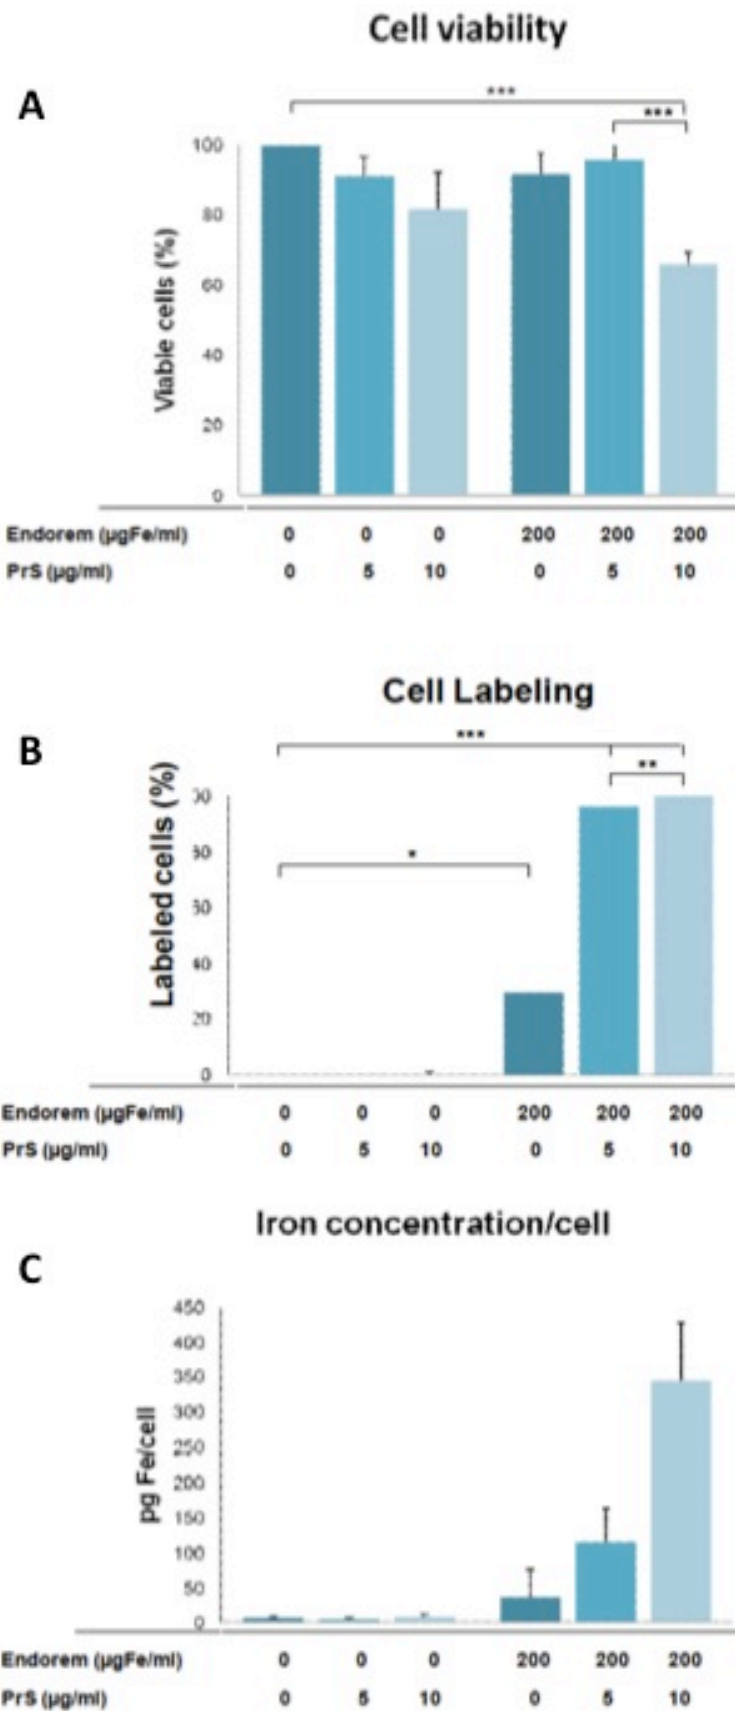 Cell viability
A
***
***
Viable cells (%)
100
80
60
40
20
0
Endorem (µgFe/ml) 0 0 0 200 200 200
PrS (µg/ml) 0 5 10 0 5 10
Cell Labeling
B
***
**
*
Labeled cells (%)
80
60
40
20
0
Endorem (µgFe/ml) 0 0 0 200 200 200
PrS (µg/ml) 0 5 10 0 5 10
Iron concentration/cell
C
pg Fe/cell
450
400
350
300
250
200
150
100
50
0
Endorem (µgFe/ml) 0 0 0 200 200 200
PrS (µg/ml) 0 5 10 0 5 10